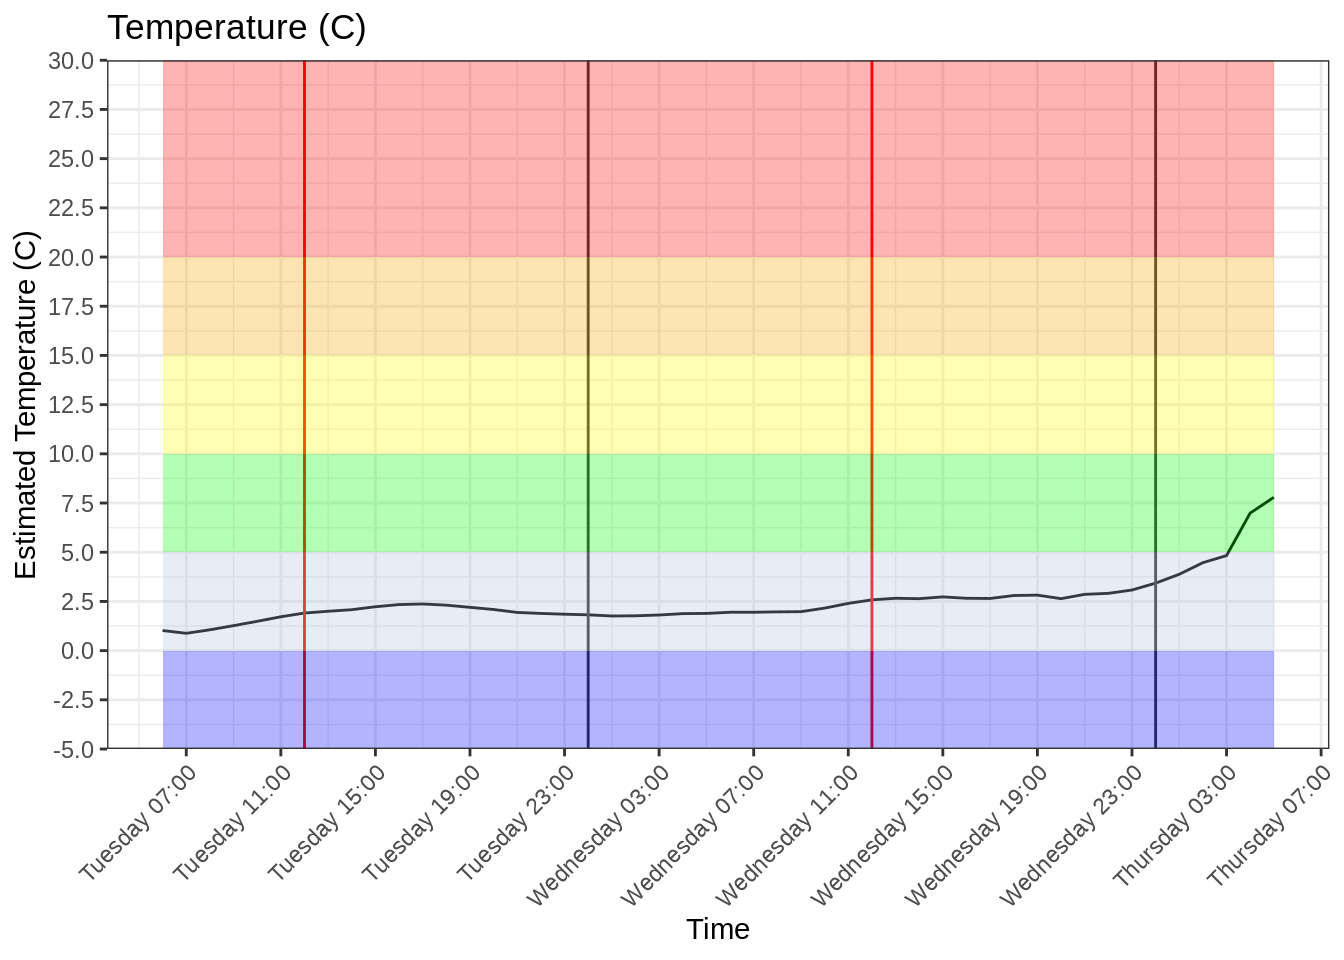 Temperature (C)
30.0
27.5
25.0
22.5
20.0
17.5
15.0
12.5
10.0
7.5
5.0
2.5
0.0
-2.5
-5.0
Estimated Temperature (C)
Tuesday 07:00
Tuesday 11:00
Tuesday 15:00
Tuesday 19:00
Tuesday 23:00
Wednesday 03:00
Wednesday 07:00
Wednesday 11:00
Wednesday 15:00
Wednesday 19:00
Wednesday 23:00
Thursday 03:00
Thursday 07:00
Time